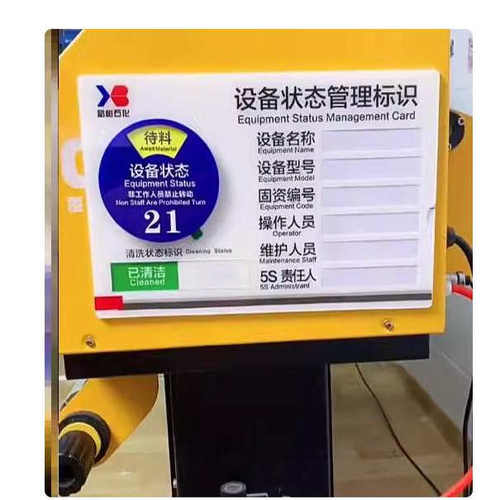 设备状态管理标识
Equipment Status Management Card
待料
Await Material
设备状态
Equipment Status
非工作人员禁止转动
Non Staff Are Prohibited Turn
21
清洗状态标识 Cleaning Status
已清洁
Cleaned
设备名称
Equipment Name
设备型号
Equipment Model
固资编号
Equipment Code
操作人员
Operator
维护人员
Maintenance Staff
5S 责任人
5S Administrant